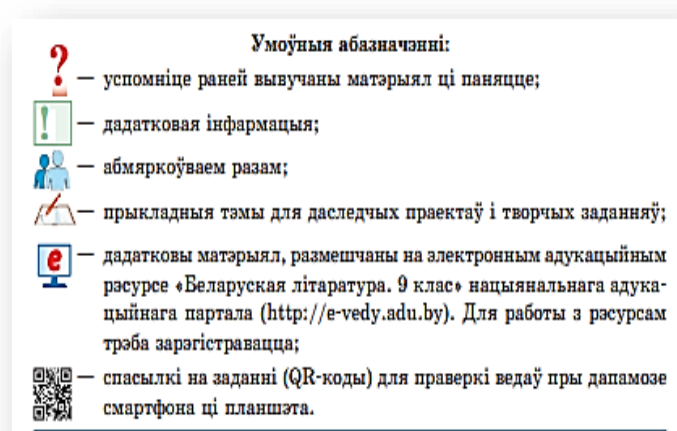 Умоўныя абазначэнні:
? — успомніце раней вывучаны матэрыял ці паняцце;
! — дадатковая інфармацыя;
— абмяркоўваем разам;
— прыкладныя тэмы для даследчых праектаў і творчых заданняў;
e — дадатковы матэрыял, размешчаны на электронным адукацыйным
рэсурсе «Беларуская літаратура. 9 клас» нацыянальнага адука-
цыйнага партала (http://e-vedy.adu.by). Для работы з рэсурсам
трэба зарэгістравацца;
— спасылкі на заданні (QR-коды) для праверкі ведаў пры дапамозе
смартфона ці планшэта.